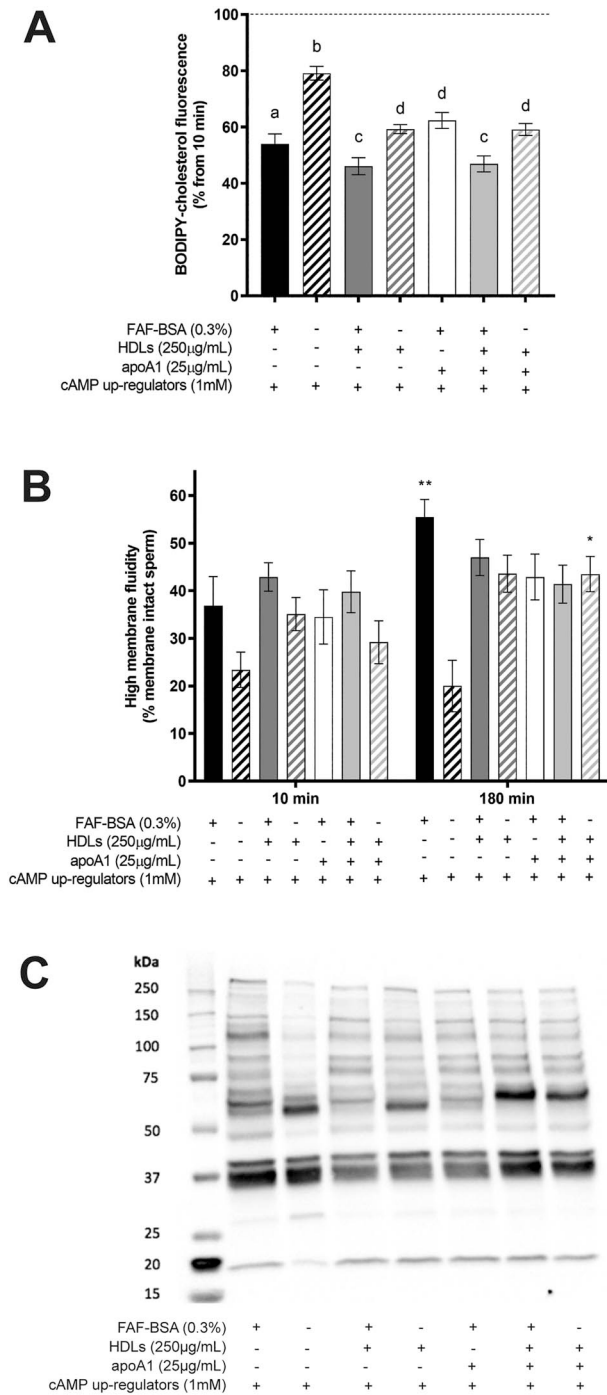 A
100
b
80
d
d
d
60
a
c
c
40
20
0
BODIPY-cholesterol fluorescence
(% from 10 min)
FAF-BSA (0.3%) + - + - + + -
HDLs (250µg/mL) - - + + - + +
apoA1 (25µg/mL) - - - - + + +
cAMP up-regulators (1mM) + + + + + + +
B
**
*
60
50
40
30
20
10
0
High membrane fluidity
(% membrane intact sperm)
10 min 180 min
FAF-BSA (0.3%) + - + - + + - + - + - + + -
HDLs (250µg/mL) - - + + - + + - - + + - + +
apoA1 (25µg/mL) - - - - + + + - - - - + + +
cAMP up-regulators (1mM) + + + + + + + + + + + + + +
C
kDa
250
150
100
75
50
37
25
20
15
FAF-BSA (0.3%) + - + - + + -
HDLs (250µg/mL) - - + + - + +
apoA1 (25µg/mL) - - - - + + +
cAMP up-regulators (1mM) + + + + + + +